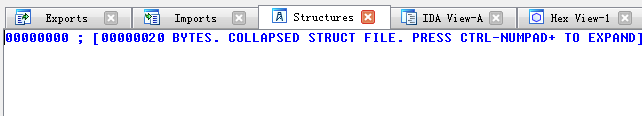 Exports Imports Structures IDA View-A Hex View-1
00000000 ; [00000020 BYTES. COLLAPSED STRUCT FILE. PRESS CTRL-NUMPAD+ TO EXPAND]